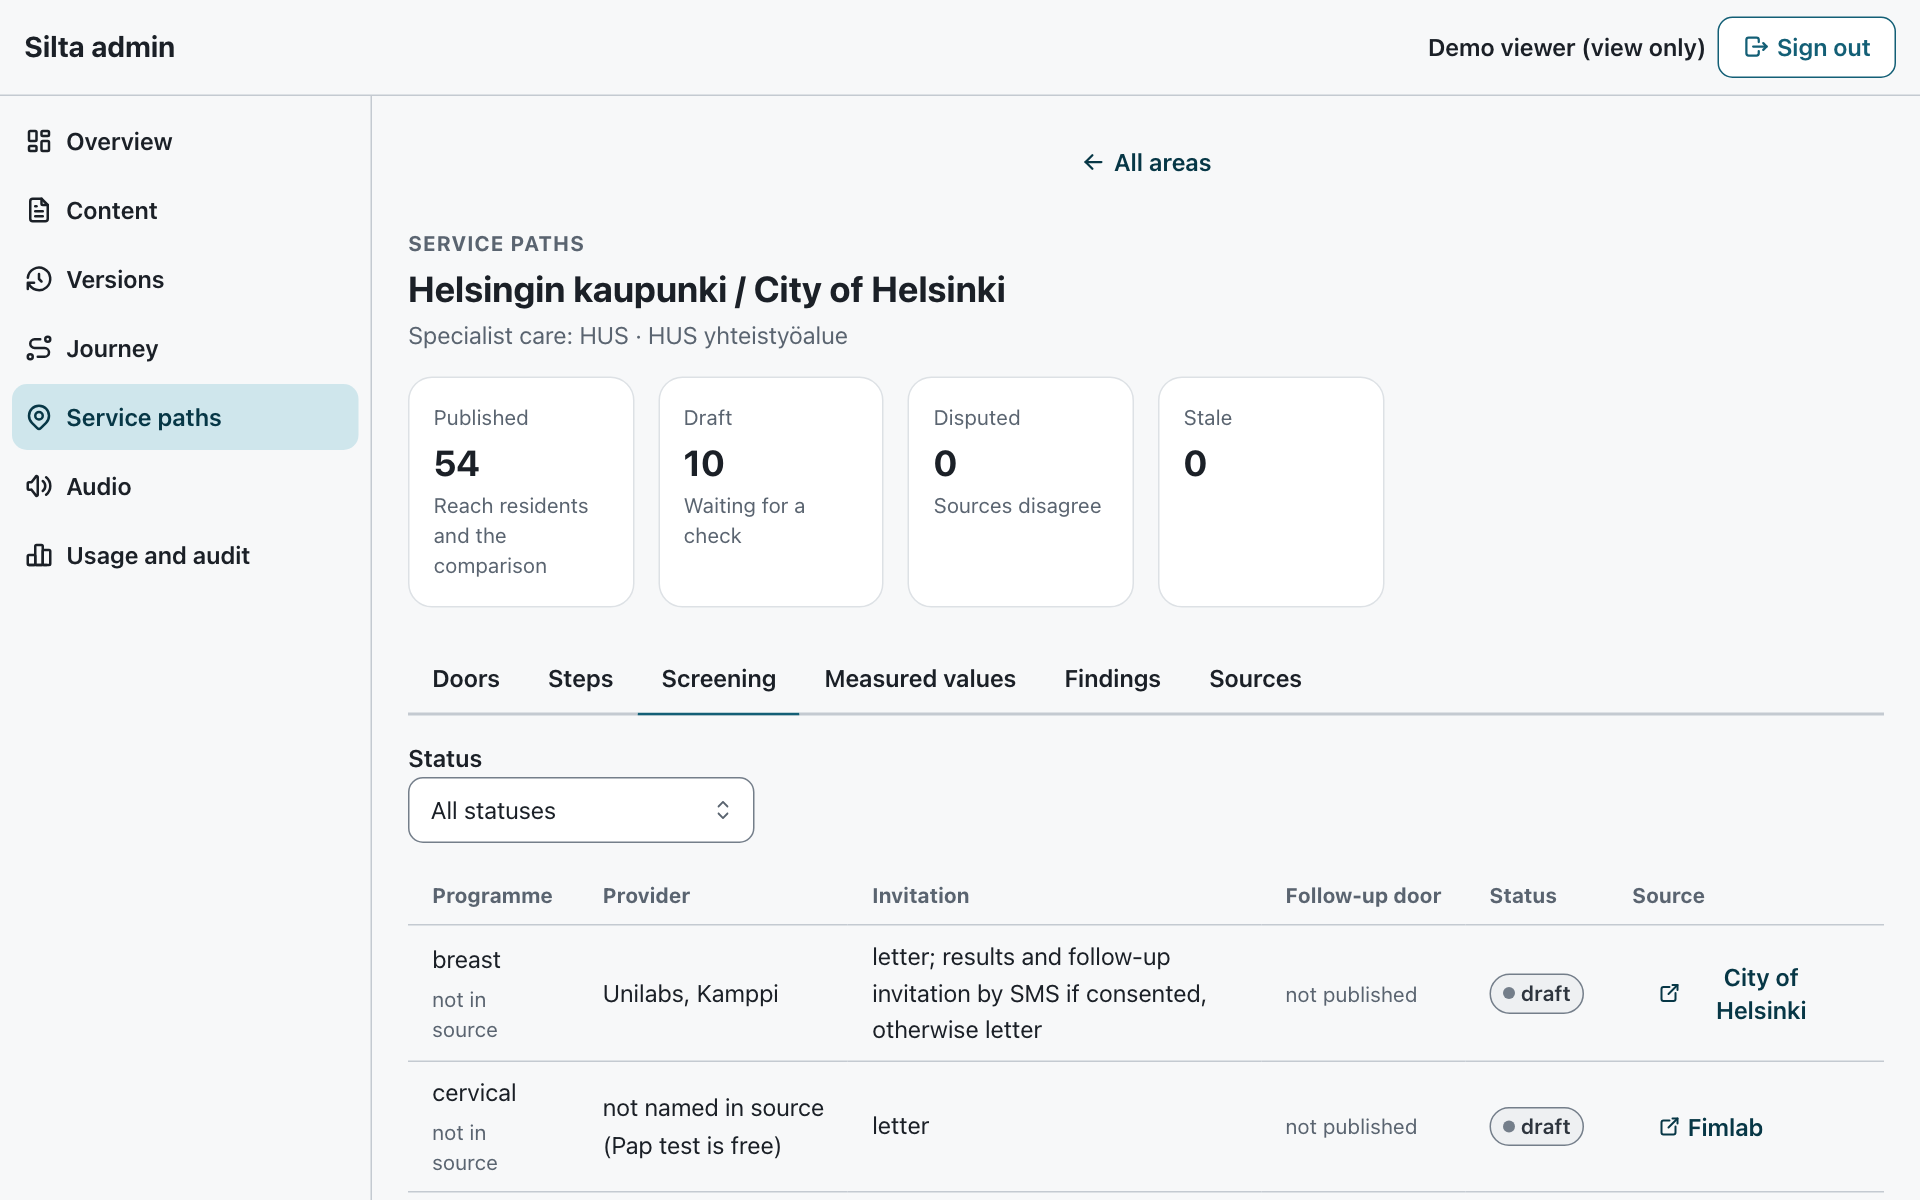 Silta admin
Demo viewer (view only)
Sign out
Overview
Content
Versions
Journey
Service paths
Audio
Usage and audit
All areas
SERVICE PATHS
Helsingin kaupunki / City of Helsinki
Specialist care: HUS · HUS yhteistyöalue
Published
54
Reach residents
and the
comparison
Draft
10
Waiting for a
check
Disputed
0
Sources disagree
Stale
0
Doors
Steps
Screening
Measured values
Findings
Sources
Status
All statuses
Programme
Provider
Invitation
Follow-up door
Status
Source
breast
not in
source
Unilabs, Kamppi
letter; results and follow-up
invitation by SMS if consented,
otherwise letter
not published
draft
City of
Helsinki
cervical
not in
source
not named in source
(Pap test is free)
letter
not published
draft
Fimlab